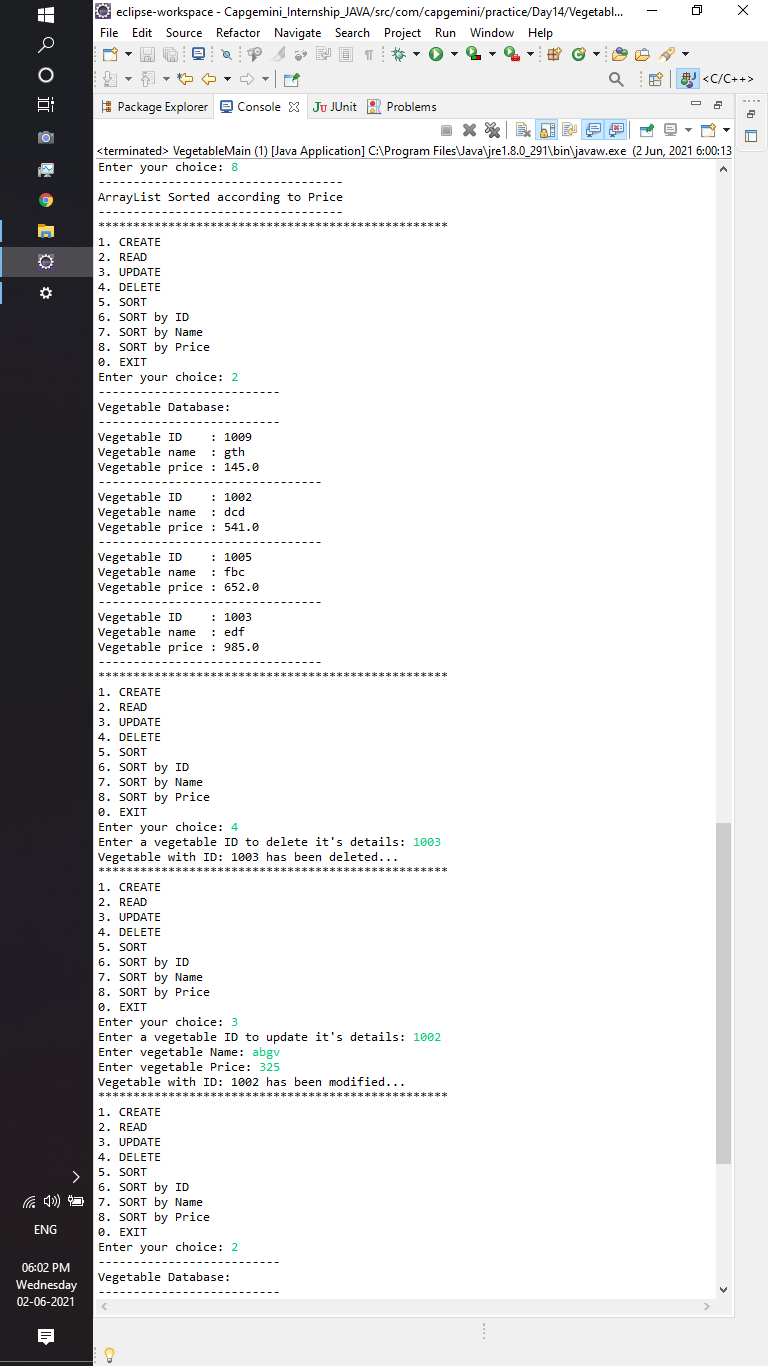 eclipse-workspace - Capgemini_Internship_JAVA/src/com/capgemini/practice/Day14/Vegetabl...
File Edit Source Refactor Navigate Search Project Run Window Help
<C/C++>
Package Explorer Console JUnit Problems
<terminated> VegetableMain (1) [Java Application] C:\Program Files\Java\jre1.8.0_291\bin\javaw.exe (2 Jun, 2021 6:00:13
Enter your choice: 8
-----------------------------------
ArrayList Sorted according to Price
-----------------------------------
**************************************************
1. CREATE
2. READ
3. UPDATE
4. DELETE
5. SORT
6. SORT by ID
7. SORT by Name
8. SORT by Price
0. EXIT
Enter your choice: 2
--------------------------
Vegetable Database:
--------------------------
Vegetable ID    : 1009
Vegetable name  : gth
Vegetable price : 145.0
--------------------------------
Vegetable ID    : 1002
Vegetable name  : dcd
Vegetable price : 541.0
--------------------------------
Vegetable ID    : 1005
Vegetable name  : fbc
Vegetable price : 652.0
--------------------------------
Vegetable ID    : 1003
Vegetable name  : edf
Vegetable price : 985.0
--------------------------------
**************************************************
1. CREATE
2. READ
3. UPDATE
4. DELETE
5. SORT
6. SORT by ID
7. SORT by Name
8. SORT by Price
0. EXIT
Enter your choice: 4
Enter a vegetable ID to delete it's details: 1003
Vegetable with ID: 1003 has been deleted...
**************************************************
1. CREATE
2. READ
3. UPDATE
4. DELETE
5. SORT
6. SORT by ID
7. SORT by Name
8. SORT by Price
0. EXIT
Enter your choice: 3
Enter a vegetable ID to update it's details: 1002
Enter vegetable Name: abgv
Enter vegetable Price: 325
Vegetable with ID: 1002 has been modified...
**************************************************
1. CREATE
2. READ
3. UPDATE
4. DELETE
5. SORT
6. SORT by ID
7. SORT by Name
8. SORT by Price
0. EXIT
Enter your choice: 2
--------------------------
Vegetable Database:
--------------------------
ENG
06:02 PM
Wednesday
02-06-2021